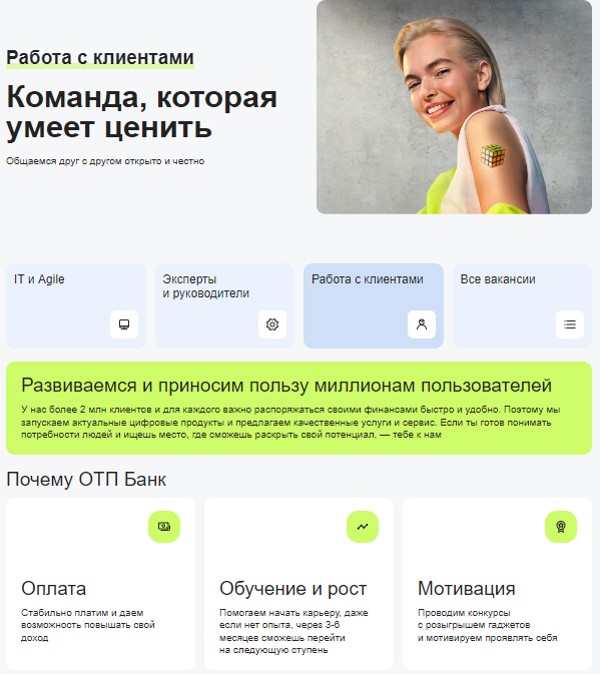 Работа с клиентами
Команда, которая
умеет ценить
Общаемся друг с другом открыто и честно
IT и Agile
Эксперты
и руководители
Работа с клиентами
Все вакансии
Развиваемся и приносим пользу миллионам пользователей
У нас более 2 млн клиентов и для каждого важно распоряжаться своими финансами быстро и удобно. Поэтому мы
запускаем актуальные цифровые продукты и предлагаем качественные услуги и сервис. Если ты готов понимать
потребности людей и ищешь место, где сможешь раскрыть свой потенциал, — тебе к нам
Почему ОТП Банк
Оплата
Стабильно платим и даем
возможность повышать свой
доход
Обучение и рост
Помогаем начать карьеру, даже
если нет опыта, через 3-6
месяцев сможешь перейти
на следующую ступень
Мотивация
Проводим конкурсы
с розыгрышем гаджетов
и мотивируем проявлять себя